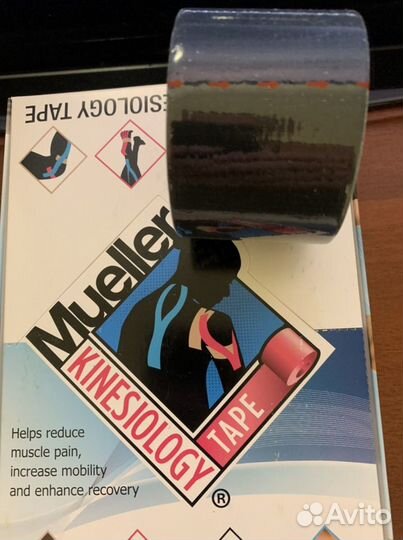 ESIOLOGY TAPE
Mueller
KINESIOLOGY
TAPE
®
Helps reduce
muscle pain,
increase mobility
and enhance recovery
Avito